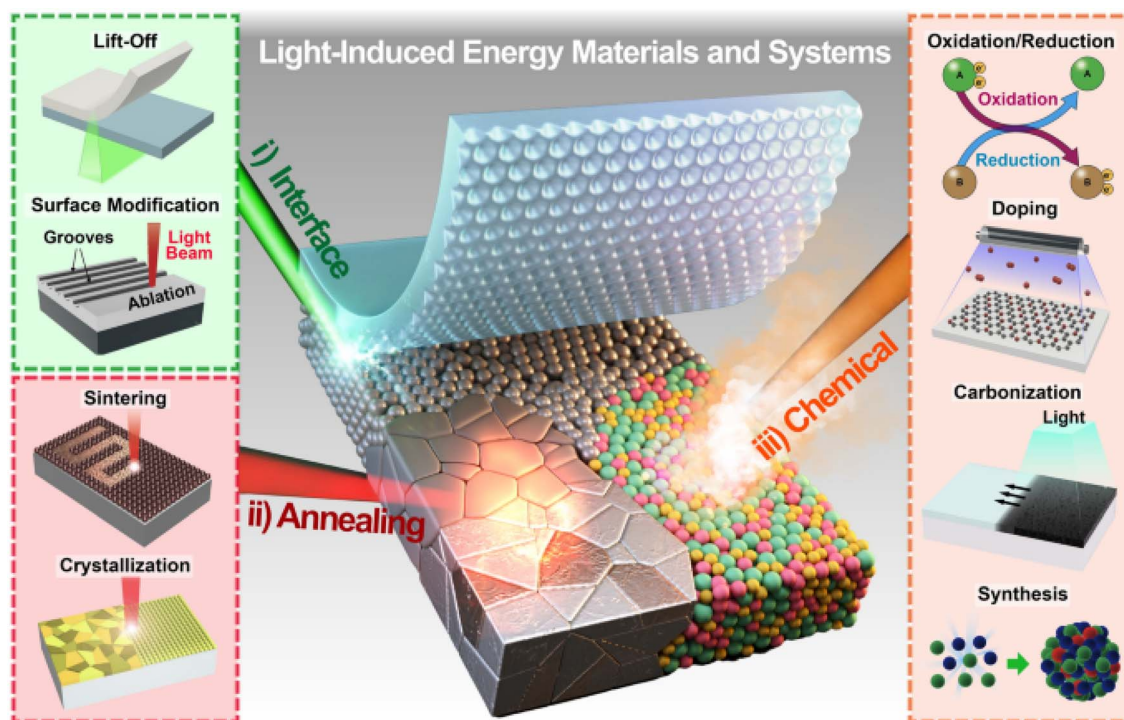 Light-Induced Energy Materials and Systems
Lift-Off
Surface Modification
Grooves
Light
Beam
Ablation
Sintering
Crystallization
i) Interface
ii) Annealing
iii) Chemical
Oxidation/Reduction
A
e-
e-
A
Oxidation
Reduction
B
B
e-
e-
Doping
Carbonization
Light
Synthesis